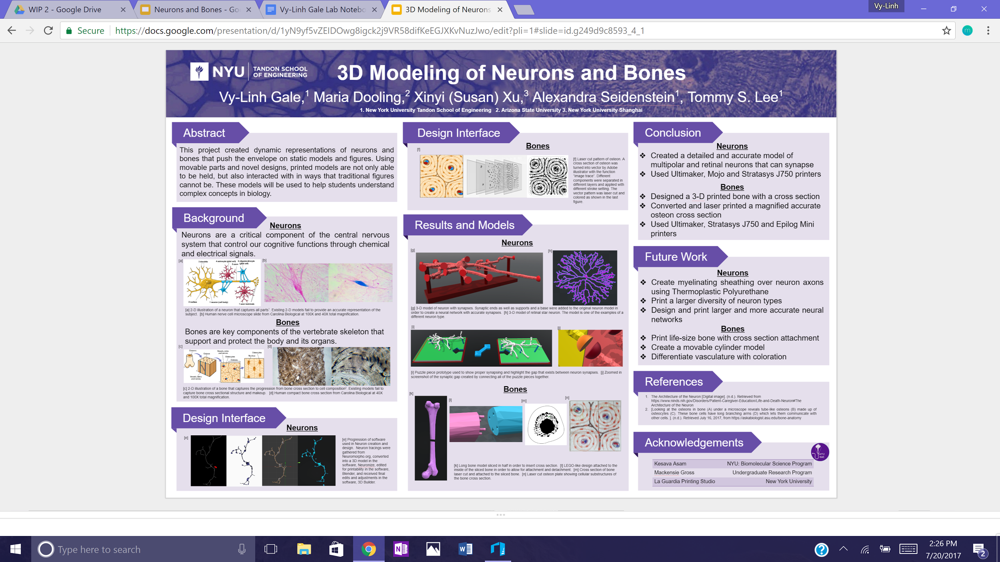 WIP 2 - Google Drive
Neurons and Bones - Go
Vy-Linh Gale Lab Notebo
3D Modeling of Neurons
Vy-Linh
Secure
https://docs.google.com/presentation/d/1yN9yf5vZEIDOwg8igck2j9VR58difKeEGJXKvNuzJwo/edit?pli=1#slide=id.g249d9c8593_4_1
m
NYU TANDON SCHOOL
OF ENGINEERING
3D Modeling of Neurons and Bones
Vy-Linh Gale,1 Maria Dooling,2 Xinyi (Susan) Xu,3 Alexandra Seidenstein1, Tommy S. Lee1
1. New York University Tandon School of Engineering 2. Arizona State University 3. New York University Shanghai
Abstract
This project created dynamic representations of neurons and
bones that push the envelope on static models and figures. Using
movable parts and novel designs, printed models are not only able
to be held, but also interacted with in ways that traditional figures
cannot be. These models will be used to help students understand
complex concepts in biology.
Background
Neurons
Neurons are a critical component of the central nervous
system that control our cognitive functions through chemical
and electrical signals.
[a]
3 dendrite
4 astrocyte (glial cell)
5 axon
6 oligodendrocyte
(glial cell)
2 nucleus
1 neuron (cell body)
7 axon terminals
[b]
[a] 2-D illustration of a neuron that captures all parts1. Existing 2-D models fail to provide an accurate representation of the
subject. [b] Human nerve cell microscope slide from Carolina Biological at 100X and 40X total magnification.
Bones
Bones are key components of the vertebrate skeleton that
support and protect the body and its organs.
[c]
Osteons
Osteon
Vessels, veins
and nerves
Osteocytes
Osteons
Osteocytes
Nucleus
Vessels, veins
and nerves
[d]
[c] 2-D illustration of a bone that captures the progression from bone cross section to cell composition2. Existing models fail to
capture bone cross sectional structure and makeup. [d] Human compact bone cross section from Carolina Biological at 40X
and 100X total magnification.
Design Interface
Neurons
[e]
[e] Progression of software
used in Neuron creation and
design. Neuron tracings were
gathered from
Neuromorpho.org, converted
into a 3D model in the
software, Neuronize, edited
for printability in the software,
Blender, and received final
edits and adjustments in the
software, 3D Builder.
Design Interface
Bones
[f]
[f] Laser cut pattern of osteon. A
cross section of osteon was
turned into vector by Adobe
illustrator with the function
"image trace". Different
components were separated in
different layers and applied with
different stroke setting. The
vector pattern was laser cut and
colored as shown in the last
figure.
Results and Models
Neurons
[g]
[h]
[g] 3-D model of neuron with synapses. Synaptic ends as well as supports and a base were added to the original neuron model in
order to create a neural network with accurate synapses. [h] 3-D model of retinal star neuron. The model is one of the examples of a
different neuron type.
[i]
[j]
[i] Puzzle piece prototype used to show proper synapsing and highlight the gap that exists between neuron synapses. [j] Zoomed in
screenshot of the synaptic gap created by connecting all of the puzzle pieces together.
Bones
[k]
[l]
[m]
[n]
[k] Long bone model sliced in half in order to insert cross section. [l] LEGO-like design attached to the
inside of the sliced bone in order to allow for attachment and detachment. [m] Cross section of bone
laser cut and attached to the sliced bone. [n] Laser cut osteon plate showing cellular substructures of
the bone cross section.
Conclusion
Neurons
❖ Created a detailed and accurate model of
multipolar and retinal neurons that can synapse
❖ Used Ultimaker, Mojo and Stratasys J750 printers
Bones
❖ Designed a 3-D printed bone with a cross section
❖ Converted and laser printed a magnified accurate
osteon cross section
❖ Used Ultimaker, Stratasys J750 and Epilog Mini
printers
Future Work
Neurons
❖ Create myelinating sheathing over neuron axons
using Thermoplastic Polyurethane
❖ Print a larger diversity of neuron types
❖ Design and print larger and more accurate neural
networks
Bones
❖ Print life-size bone with cross section attachment
❖ Create a movable cylinder model
❖ Differentiate vasculature with coloration
References
1. The Architecture of the Neuron [Digital image]. (n.d.). Retrieved from
https://www.ninds.nih.gov/Disorders/Patient-Caregiver-Education/Life-and-Death-Neuron#The
Architecture of the Neuron
2. [Looking at the osteons in bone (A) under a microscope reveals tube-like osteons (B) made up of
osteocytes (C). These bone cells have long branching arms (D) which lets them communicate with
other cells. ]. (n.d.). Retrieved July 16, 2017, from https://askabiologist.asu.edu/bone-anatomy
Acknowledgements
NYU
BMS
Kesava Asam NYU: Biomolecular Science Program
Mackensie Gross Undergraduate Research Program
La Guardia Printing Studio New York University
Type here to search
2:26 PM
7/20/2017
2